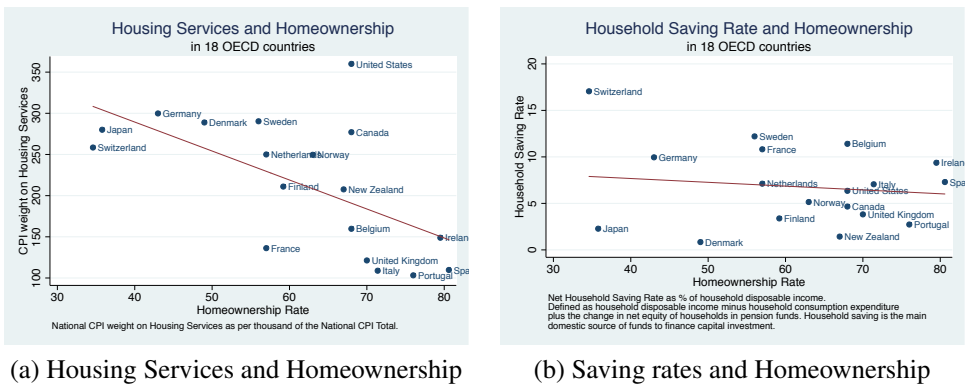 Housing Services and Homeownership
in 18 OECD countries
CPI weight on Housing Services
350
300
250
200
150
100
United States
Germany
Denmark
Sweden
Japan
Canada
Switzerland
Netherlands
Norway
Finland
New Zealand
Belgium
Irelan
France
United Kingdom
Italy
Portugal
Spa
30 40 50 60 70 80
Homeownership Rate
National CPI weight on Housing Services as per thousand of the National CPI Total.
(a) Housing Services and Homeownership
Household Saving Rate and Homeownership
in 18 OECD countries
Household Saving Rate
20
15
10
5
0
Switzerland
Sweden
Belgium
France
Germany
Irelan
Netherlands
Italy
Spa
United States
Norway
Canada
United Kingdom
Finland
Portugal
Japan
New Zealand
Denmark
30 40 50 60 70 80
Homeownership Rate
Net Household Saving Rate as % of household disposable income.
Defined as household disposable income minus household consumption expenditure
plus the change in net equity of households in pension funds. Household saving is the main
domestic source of funds to finance capital investment.
(b) Saving rates and Homeownership